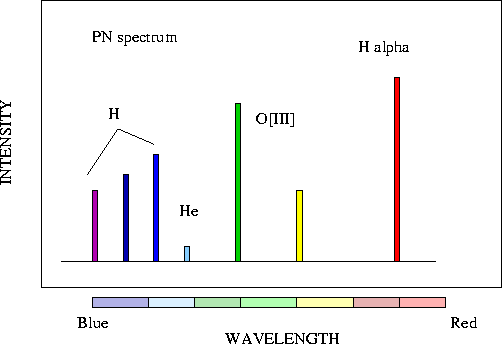 PN spectrum
H alpha
H
O[III]
He
INTENSITY
Blue
Red
WAVELENGTH